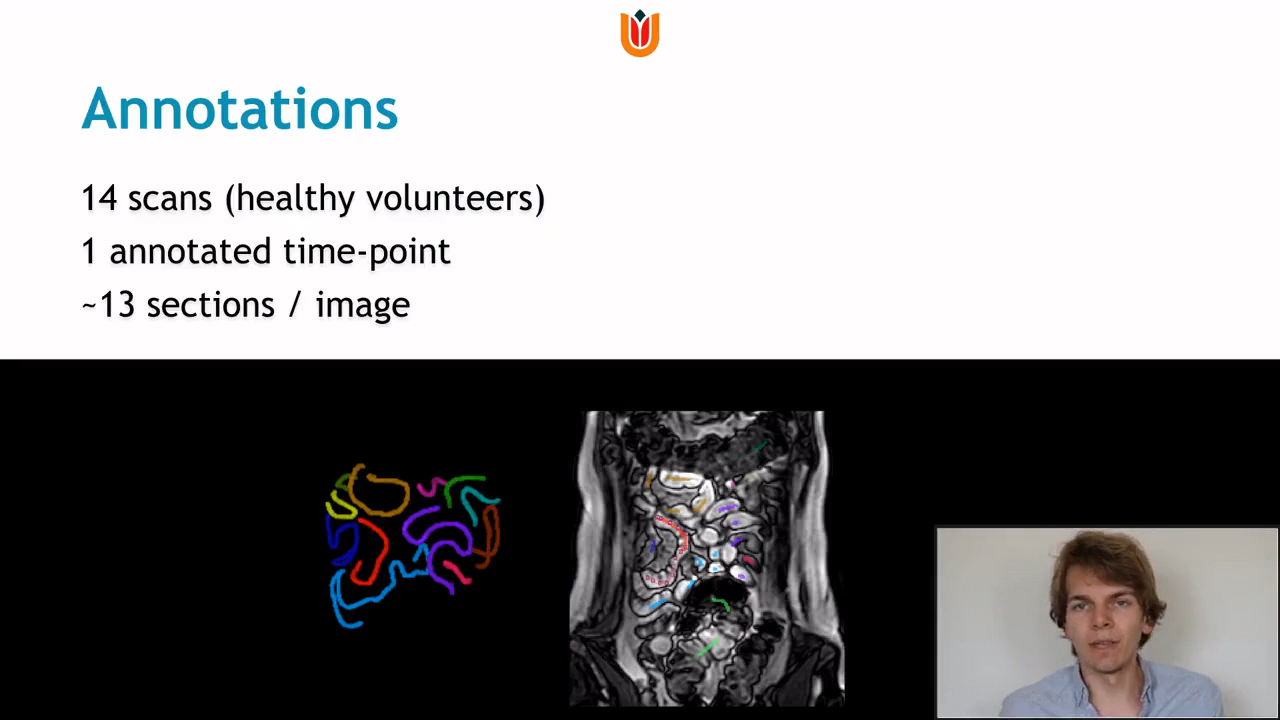 Annotations
14 scans (healthy volunteers)
1 annotated time-point
~13 sections / image